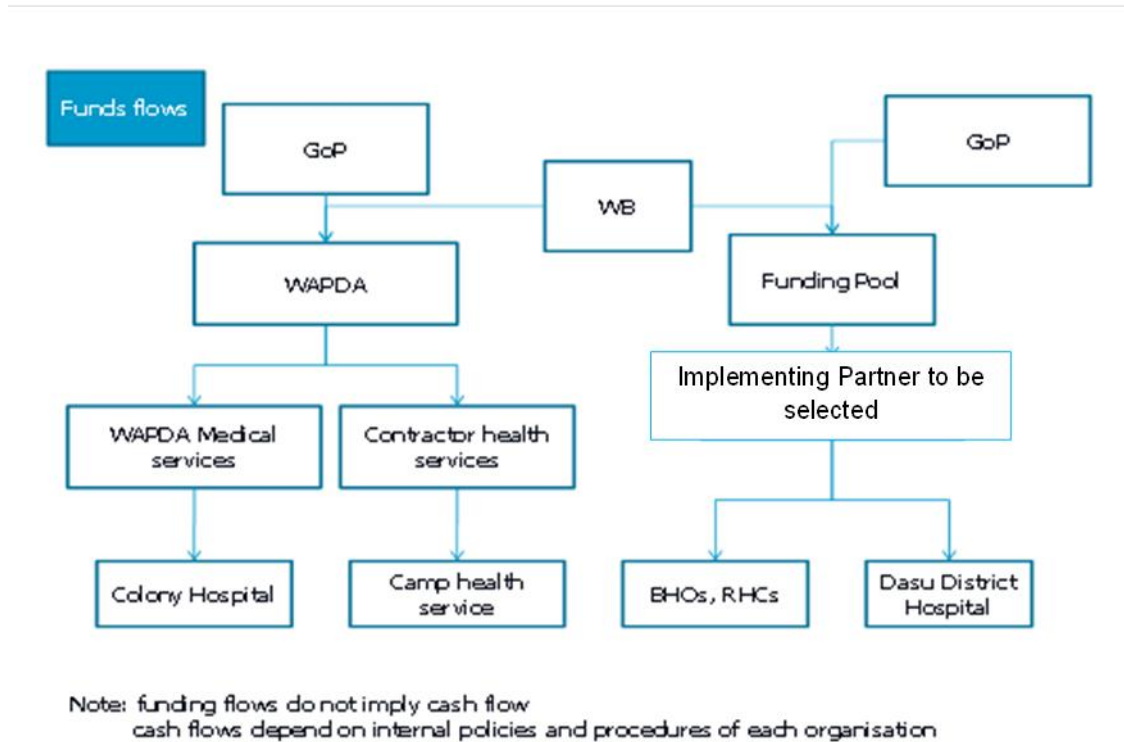 Funds flows
GoP
GoP
WB
WAPDA
Funding Pool
Implementing Partner to be
selected
WAPDA Medical
services
Contractor health
services
Colony Hospital
Camp health
service
BHOs, RHCs
Dasu District
Hospital
Note: funding flows do not imply cash flow
cash flows depend on internal policies and procedures of each organisation